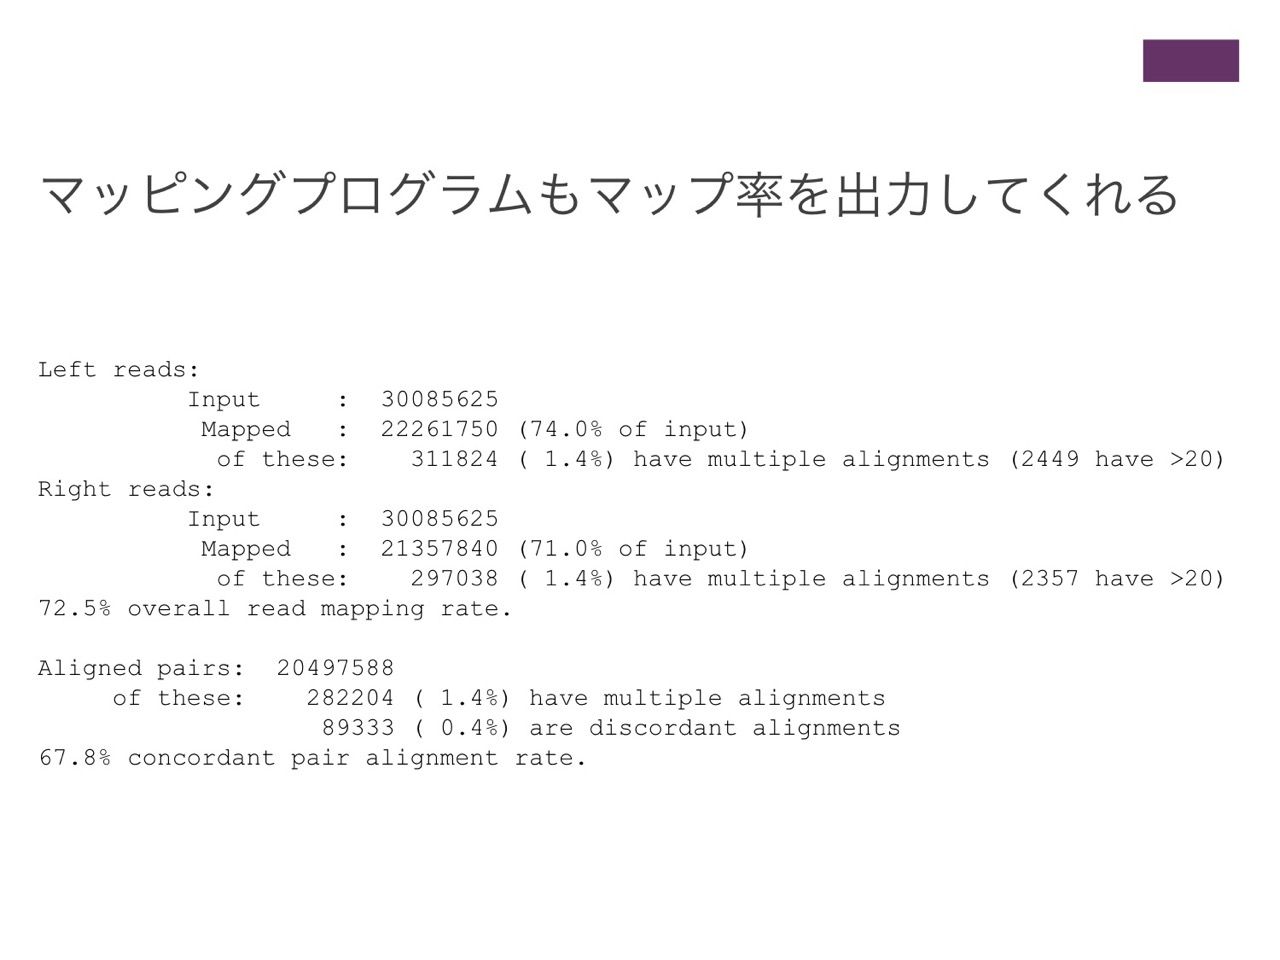 マッピングプログラムもマップ率を出力してくれる
Left reads:
          Input     :  30085625
           Mapped   :  22261750 (74.0% of input)
            of these:    311824 ( 1.4%) have multiple alignments (2449 have >20)
Right reads:
          Input     :  30085625
           Mapped   :  21357840 (71.0% of input)
            of these:    297038 ( 1.4%) have multiple alignments (2357 have >20)
72.5% overall read mapping rate.
Aligned pairs:  20497588
     of these:    282204 ( 1.4%) have multiple alignments
                   89333 ( 0.4%) are discordant alignments
67.8% concordant pair alignment rate.